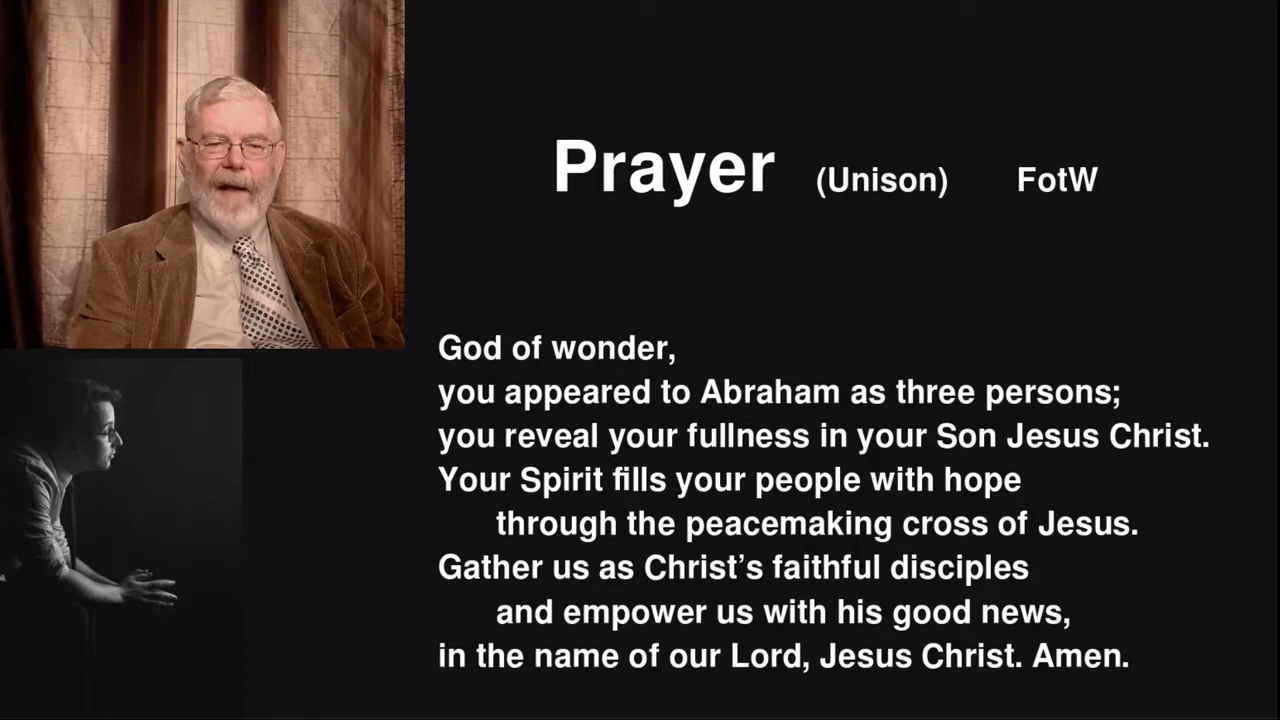 Prayer (Unison) FotW
God of wonder,
you appeared to Abraham as three persons;
you reveal your fullness in your Son Jesus Christ.
Your Spirit fills your people with hope
through the peacemaking cross of Jesus.
Gather us as Christ’s faithful disciples
and empower us with his good news,
in the name of our Lord, Jesus Christ. Amen.